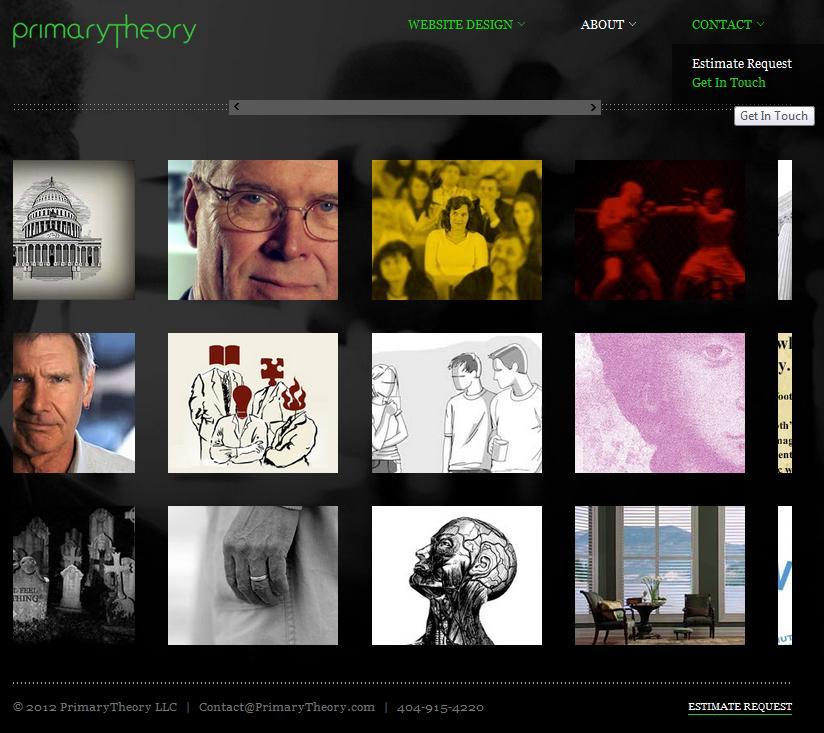 primaryTheory
WEBSITE DESIGN ABOUT CONTACT
Estimate Request
Get In Touch
Get In Touch
© 2012 PrimaryTheory LLC | Contact@PrimaryTheory.com | 404-915-4220
ESTIMATE REQUEST